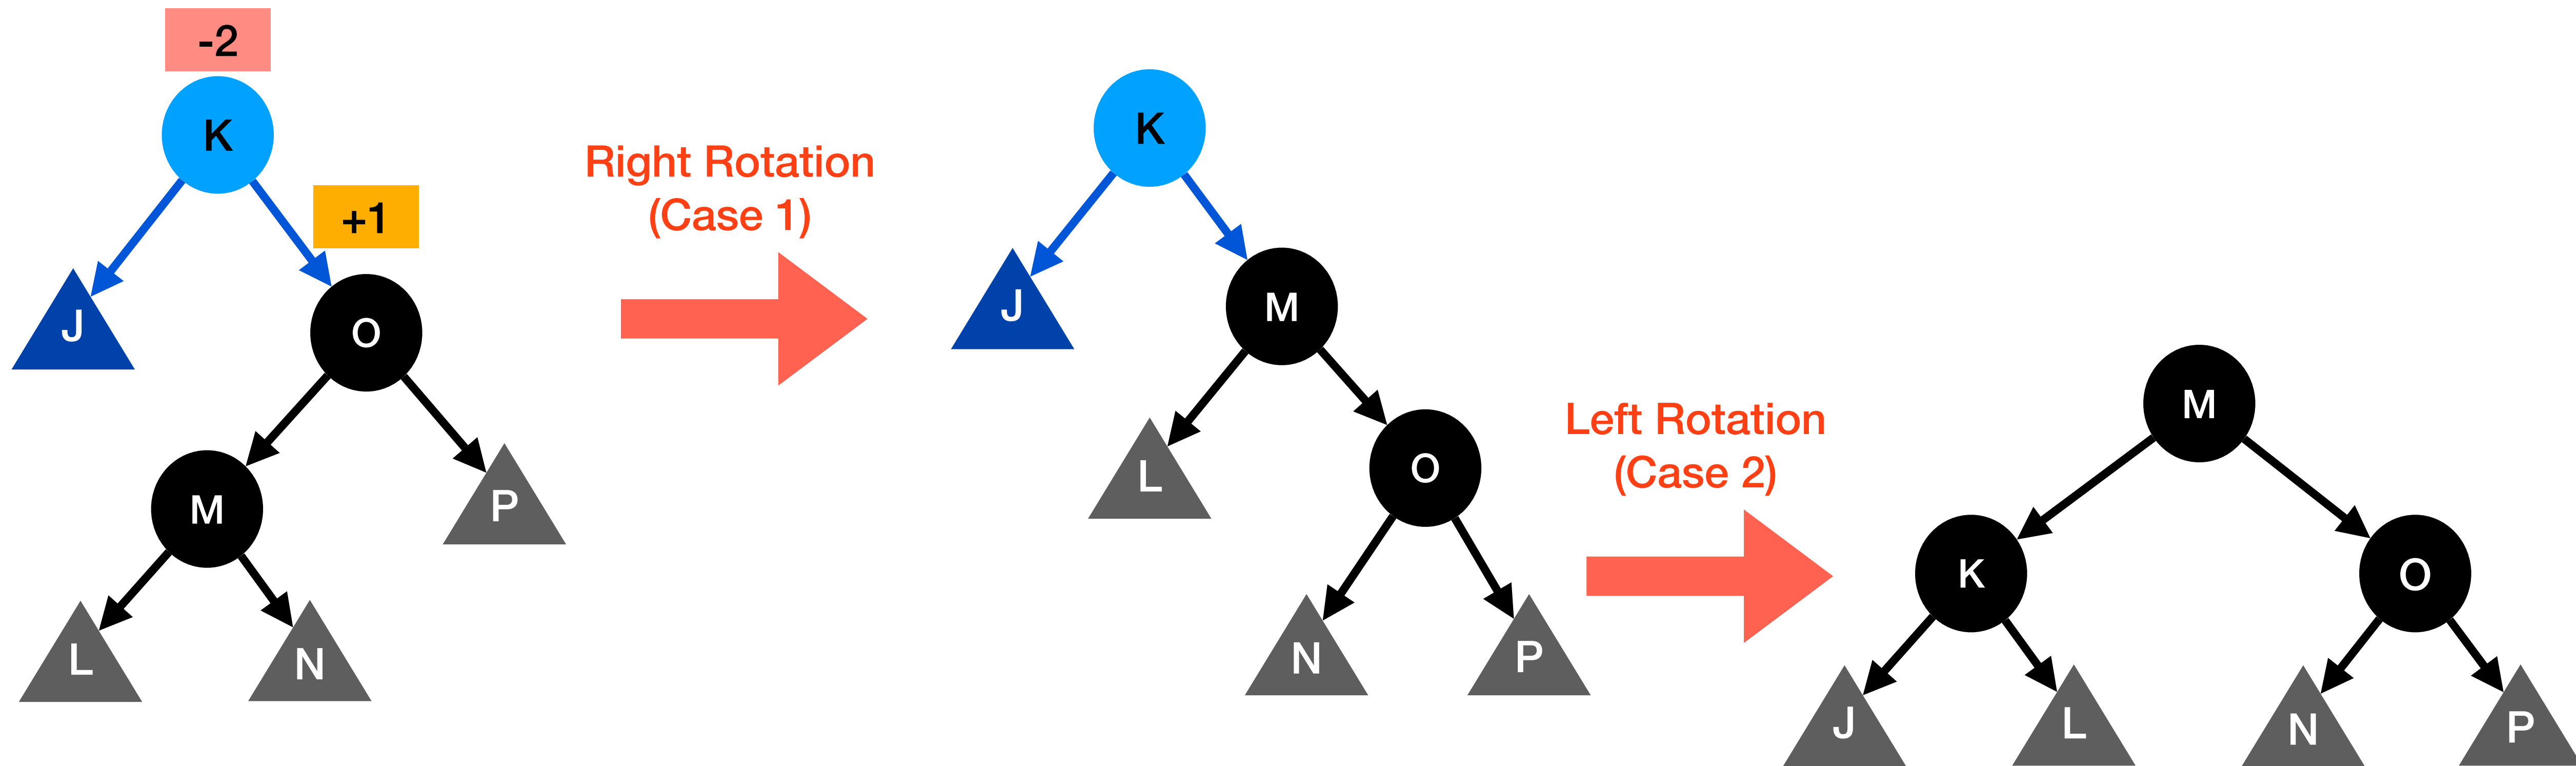 -2
K
+1
J
O
M
P
L
N
Right Rotation
(Case 1)
K
J
M
L
O
N
P
Left Rotation
(Case 2)
M
K
O
J
L
N
P